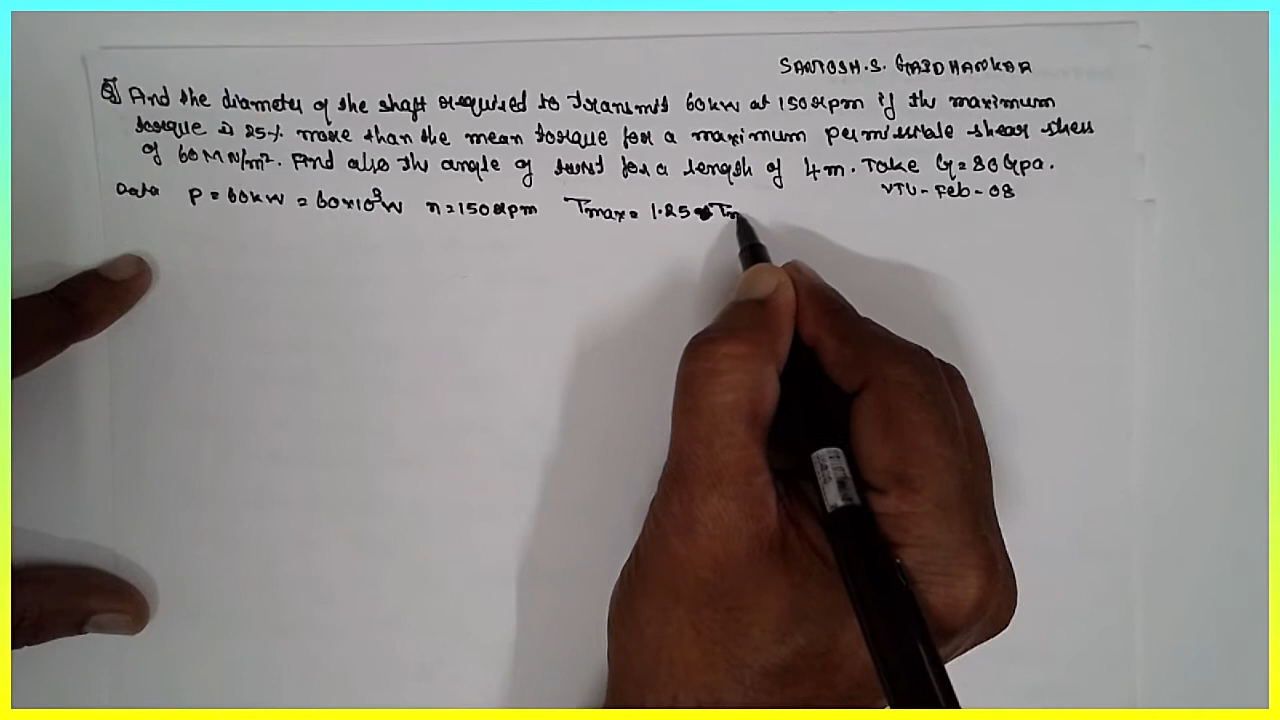 SANTOSH.S. GARDHANKAR
Q] Find the diameter of the shaft required to transmit 60kW at 150rpm if the maximum
torque is 25% more than the mean torque for a maximum permissible shear stress
of 60MN/m². Find also the angle of twist for a length of 4m. Take G=80Gpa.
VTU-Feb-08
Data P = 60kW = 60×10³W n=150rpm Tmax = 1.25 Tm